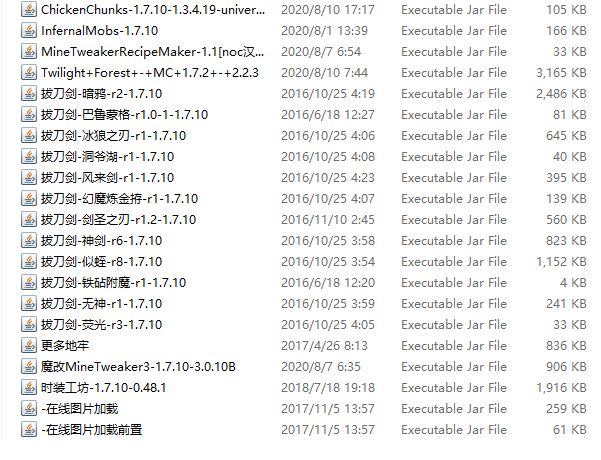 ChickenChunks-1.7.10-1.3.4.19-univer... 2020/8/10 17:17 Executable Jar File 105 KB
InfernalMobs-1.7.10 2020/8/1 13:39 Executable Jar File 166 KB
MineTweakerRecipeMaker-1.1[noc汉... 2020/8/7 6:54 Executable Jar File 33 KB
Twilight+Forest+-+MC+1.7.2+-+2.2.3 2020/8/10 7:44 Executable Jar File 3,165 KB
拔刀剑-暗鸦-r2-1.7.10 2016/10/25 4:19 Executable Jar File 2,486 KB
拔刀剑-巴鲁蒙格-r1.0-1-1.7.10 2016/6/18 12:27 Executable Jar File 81 KB
拔刀剑-冰狼之刃-r1-1.7.10 2016/10/25 4:06 Executable Jar File 645 KB
拔刀剑-洞爷湖-r1-1.7.10 2016/10/25 4:08 Executable Jar File 40 KB
拔刀剑-风来剑-r1-1.7.10 2016/10/25 4:23 Executable Jar File 395 KB
拔刀剑-幻魔炼金捋-r1-1.7.10 2016/10/25 4:07 Executable Jar File 139 KB
拔刀剑-剑圣之刃-r1.2-1.7.10 2016/11/10 2:45 Executable Jar File 560 KB
拔刀剑-神剑-r6-1.7.10 2016/10/25 3:58 Executable Jar File 823 KB
拔刀剑-似蛭-r8-1.7.10 2016/10/25 3:54 Executable Jar File 1,152 KB
拔刀剑-铁砧附魔-r1-1.7.10 2016/6/18 12:20 Executable Jar File 4 KB
拔刀剑-无神-r1-1.7.10 2016/10/25 3:59 Executable Jar File 241 KB
拔刀剑-荧光-r3-1.7.10 2016/10/25 4:05 Executable Jar File 33 KB
更多地牢 2017/4/26 8:13 Executable Jar File 836 KB
魔改MineTweaker3-1.7.10-3.0.10B 2020/8/7 6:35 Executable Jar File 906 KB
时装工坊-1.7.10-0.48.1 2018/7/18 19:18 Executable Jar File 1,916 KB
-在线图片加载 2017/11/5 13:57 Executable Jar File 259 KB
-在线图片加载前置 2017/11/5 13:57 Executable Jar File 61 KB